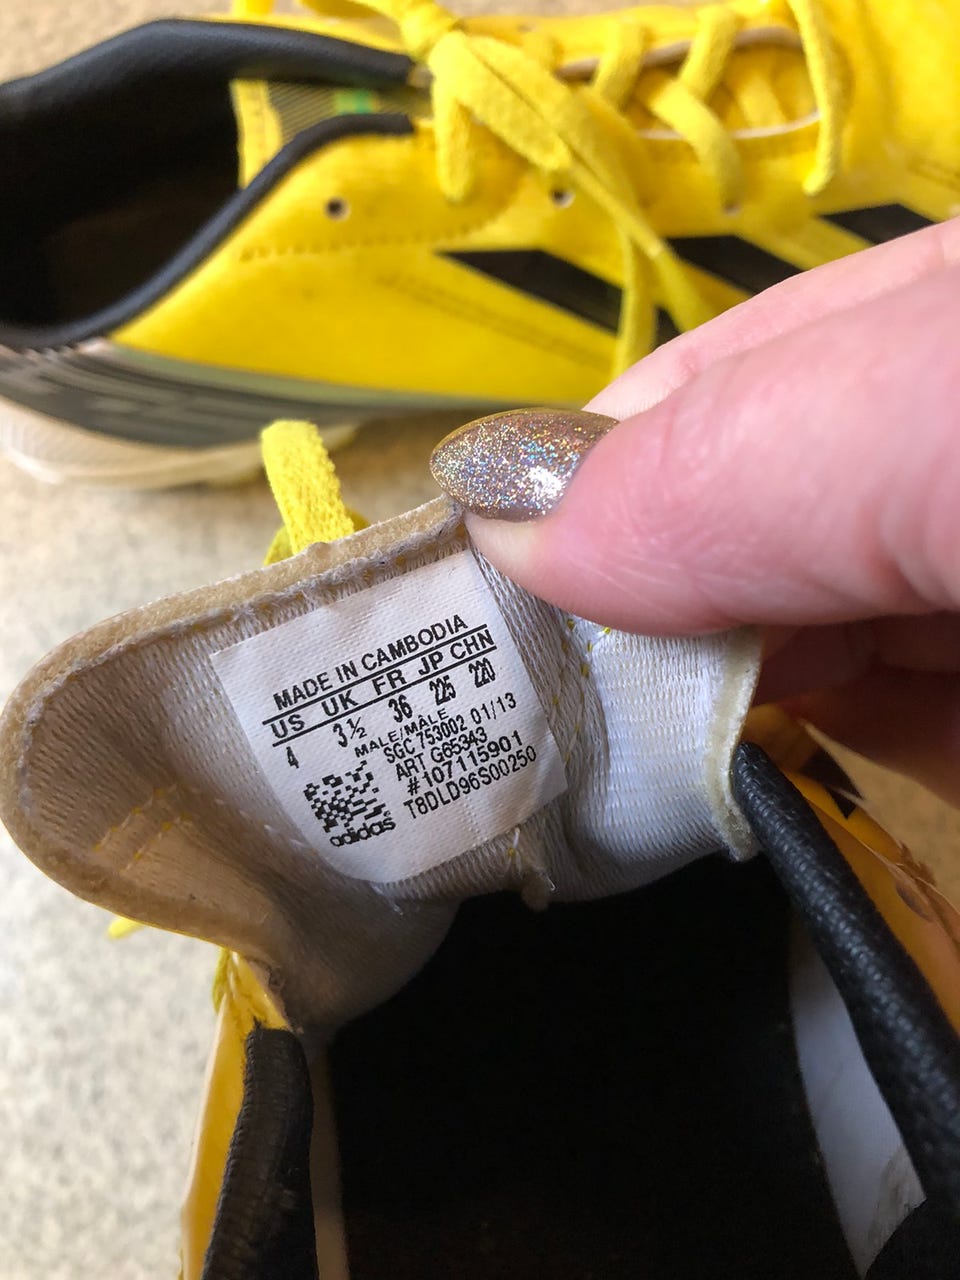 MADE IN CAMBODIA
US UK FR JP CHN
4 3½ 36 225 220
MALE/MALE
SGC 753002 01/13
ART G65343
#107115901
T8DLD96S00250
adidas